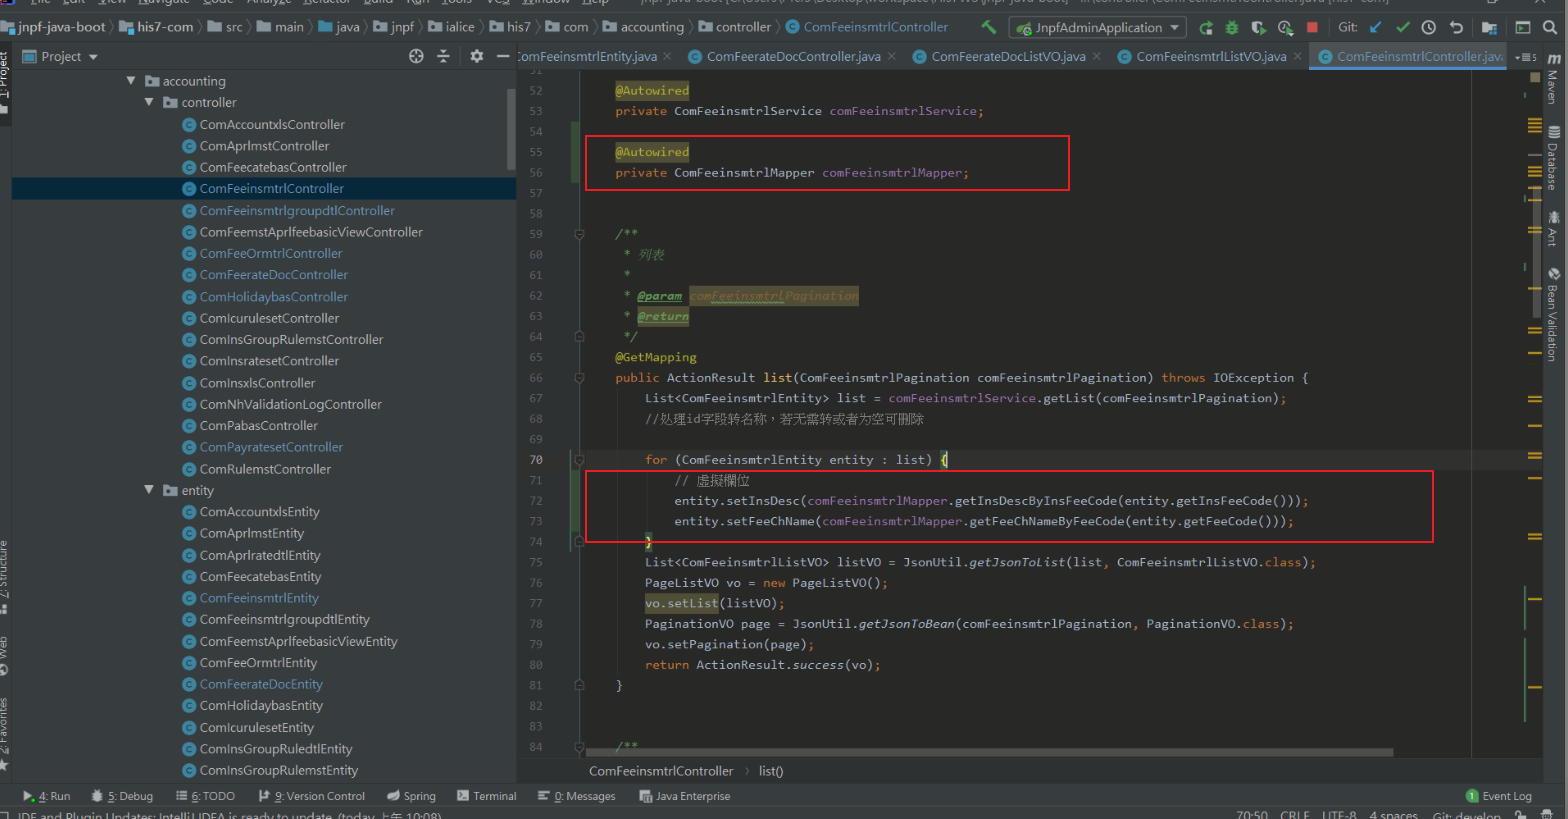 jnpf-java-boot his7-com src main java jnpf ialice his7 com accounting controller ComFeeinsmtrlController JnpfAdminApplication Git:
Project
ComFeeinsmtrlEntity.java ComFeerateDocController.java ComFeerateDocListVO.java ComFeeinsmtrlListVO.java ComFeeinsmtrlController.java
accounting
controller
ComAccountxlsController
ComAprlmstController
ComFeecatebasController
ComFeeinsmtrlController
ComFeeinsmtrlgroupdtlController
ComFeemstAprlfeebasicViewController
ComFeeOrmtrlController
ComFeerateDocController
ComHolidaybasController
ComIcurulesetController
ComInsGroupRulemstController
ComInsratesetController
ComInsxlsController
ComNhValidationLogController
ComPabasController
ComPayratesetController
ComRulemstController
entity
ComAccountxlsEntity
ComAprlmstEntity
ComAprlratedtlEntity
ComFeecatebasEntity
ComFeeinsmtrlEntity
ComFeeinsmtrlgroupdtlEntity
ComFeemstAprlfeebasicViewEntity
ComFeeOrmtrlEntity
ComFeerateDocEntity
ComHolidaybasEntity
ComIcurulesetEntity
ComInsGroupRuledtlEntity
ComInsGroupRulemstEntity
51
52 @Autowired
53 private ComFeeinsmtrlService comFeeinsmtrlService;
54
55 @Autowired
56 private ComFeeinsmtrlMapper comFeeinsmtrlMapper;
57
58
59 /**
60 * 列表
61 *
62 * @param comFeeinsmtrlPagination
63 * @return
64 */
65 @GetMapping
66 public ActionResult list(ComFeeinsmtrlPagination comFeeinsmtrlPagination) throws IOException {
67 List<ComFeeinsmtrlEntity> list = comFeeinsmtrlService.getList(comFeeinsmtrlPagination);
68 //处理id字段转名称，若无需转或者为空可删除
69
70 for (ComFeeinsmtrlEntity entity : list) {
71 // 虛擬欄位
72 entity.setInsDesc(comFeeinsmtrlMapper.getInsDescByInsFeeCode(entity.getInsFeeCode()));
73 entity.setFeeChName(comFeeinsmtrlMapper.getFeeChNameByFeeCode(entity.getFeeCode()));
74 }
75 List<ComFeeinsmtrlListVO> listVO = JsonUtil.getJsonToList(list, ComFeeinsmtrlListVO.class);
76 PageListVO vo = new PageListVO();
77 vo.setList(listVO);
78 PaginationVO page = JsonUtil.getJsonToBean(comFeeinsmtrlPagination, PaginationVO.class);
79 vo.setPagination(page);
80 return ActionResult.success(vo);
81 }
82
83
84 /**
ComFeeinsmtrlController list()
1: Project
7: Structure
Web
2: Favorites
Maven
Database
Ant
Bean Validation
4: Run 5: Debug 6: TODO 9: Version Control Spring Terminal 0: Messages Java Enterprise 1 Event Log
IDE and Plugin Updates: IntelliJ IDEA is ready to update. (today 上午 10:08) 70:50 CRLF UTF-8 4 spaces Git: develop